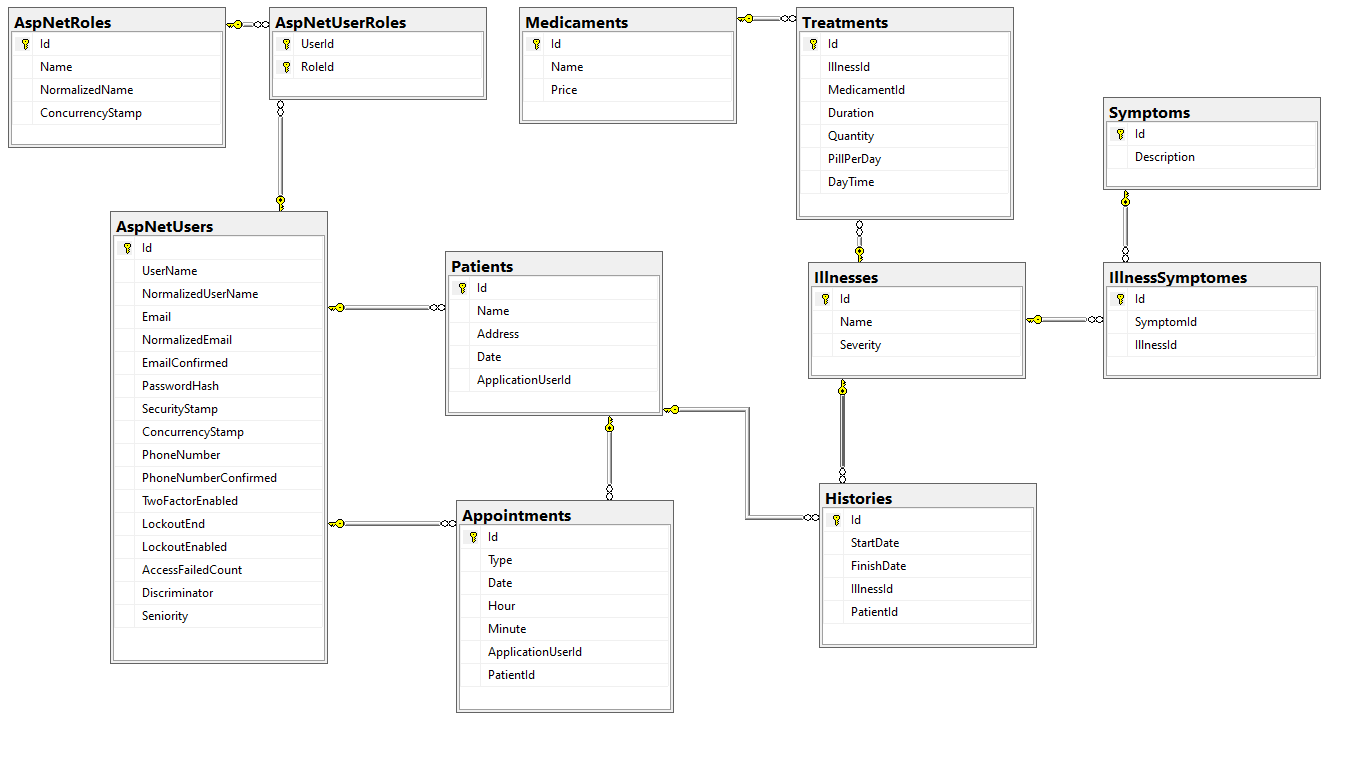 AspNetRoles
Id
Name
NormalizedName
ConcurrencyStamp
AspNetUserRoles
UserId
RoleId
Medicaments
Id
Name
Price
Treatments
Id
IllnessId
MedicamentId
Duration
Quantity
PillPerDay
DayTime
Symptoms
Id
Description
AspNetUsers
Id
UserName
NormalizedUserName
Email
NormalizedEmail
EmailConfirmed
PasswordHash
SecurityStamp
ConcurrencyStamp
PhoneNumber
PhoneNumberConfirmed
TwoFactorEnabled
LockoutEnd
LockoutEnabled
AccessFailedCount
Discriminator
Seniority
Patients
Id
Name
Address
Date
ApplicationUserId
Illnesses
Id
Name
Severity
IllnessSymptomes
Id
SymptomId
IllnessId
Appointments
Id
Type
Date
Hour
Minute
ApplicationUserId
PatientId
Histories
Id
StartDate
FinishDate
IllnessId
PatientId